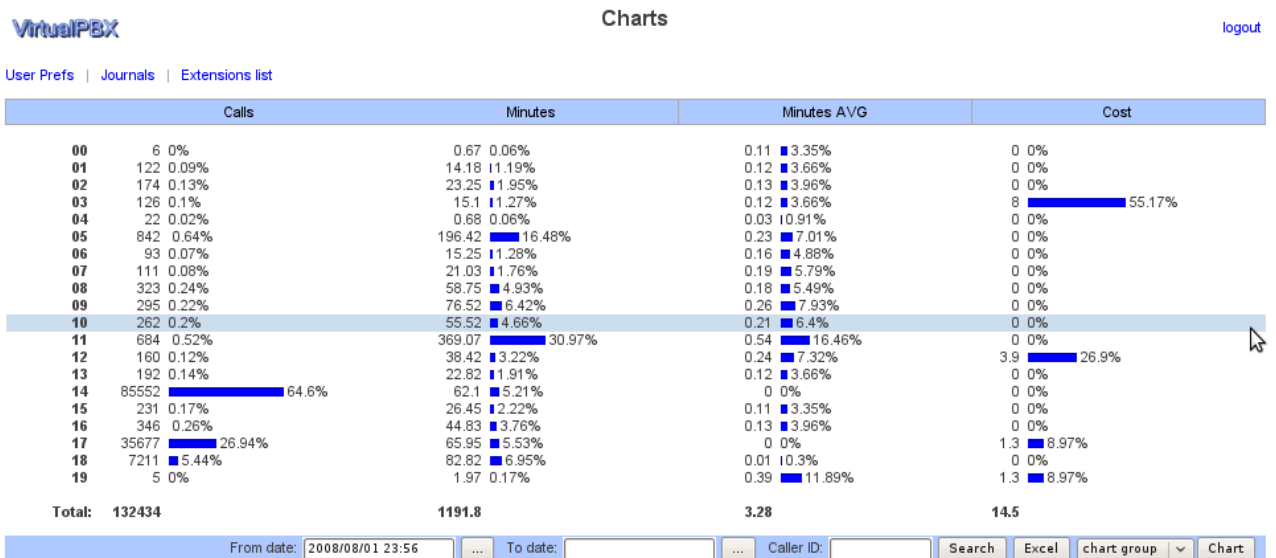 VirtualPBX
Charts
logout
User Prefs | Journals | Extensions list
Calls Minutes Minutes AVG Cost
00 6 0% 0.67 0.06% 0.11 3.35% 0 0%
01 122 0.09% 14.18 1.19% 0.12 3.66% 0 0%
02 174 0.13% 23.25 1.95% 0.13 3.96% 0 0%
03 126 0.1% 15.1 1.27% 0.12 3.66% 8 55.17%
04 22 0.02% 0.68 0.06% 0.03 0.91% 0 0%
05 842 0.64% 196.42 16.48% 0.23 7.01% 0 0%
06 93 0.07% 15.25 1.28% 0.16 4.88% 0 0%
07 111 0.08% 21.03 1.76% 0.19 5.79% 0 0%
08 323 0.24% 58.75 4.93% 0.18 5.49% 0 0%
09 295 0.22% 76.52 6.42% 0.26 7.93% 0 0%
10 262 0.2% 55.52 4.66% 0.21 6.4% 0 0%
11 684 0.52% 369.07 30.97% 0.54 16.46% 0 0%
12 160 0.12% 38.42 3.22% 0.24 7.32% 3.9 26.9%
13 192 0.14% 22.82 1.91% 0.12 3.66% 0 0%
14 85552 64.6% 62.1 5.21% 0 0% 0 0%
15 231 0.17% 26.45 2.22% 0.11 3.35% 0 0%
16 346 0.26% 44.83 3.76% 0.13 3.96% 0 0%
17 35677 26.94% 65.95 5.53% 0 0% 1.3 8.97%
18 7211 5.44% 82.82 6.95% 0.01 0.3% 0 0%
19 5 0% 1.97 0.17% 0.39 11.89% 1.3 8.97%
Total: 132434 1191.8 3.28 14.5
From date: 2008/08/01 23:56 ... To date: ... Caller ID: Search Excel chart group Chart